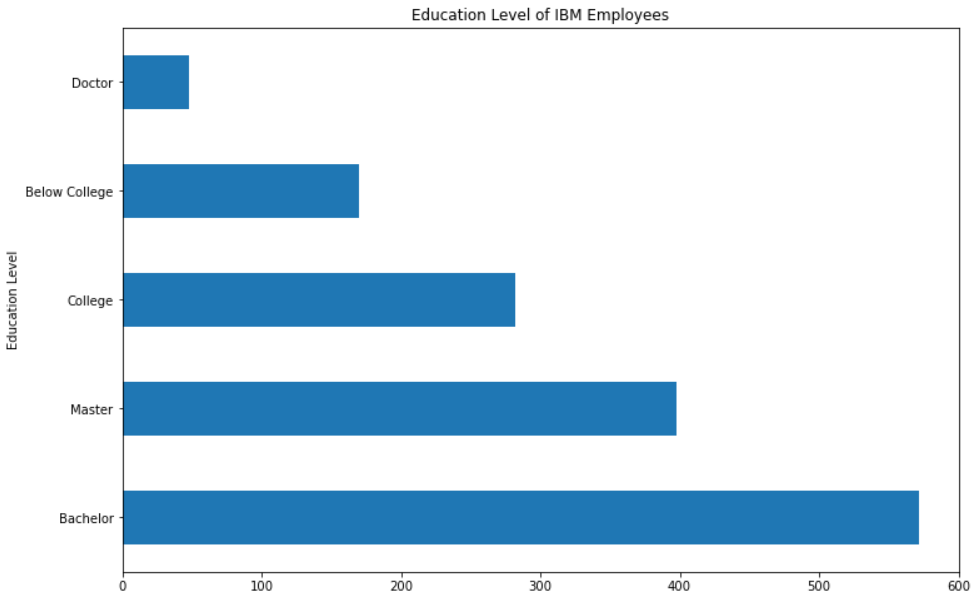 Education Level of IBM Employees
Doctor
Below College
College
Master
Bachelor
Education Level
0 100 200 300 400 500 600